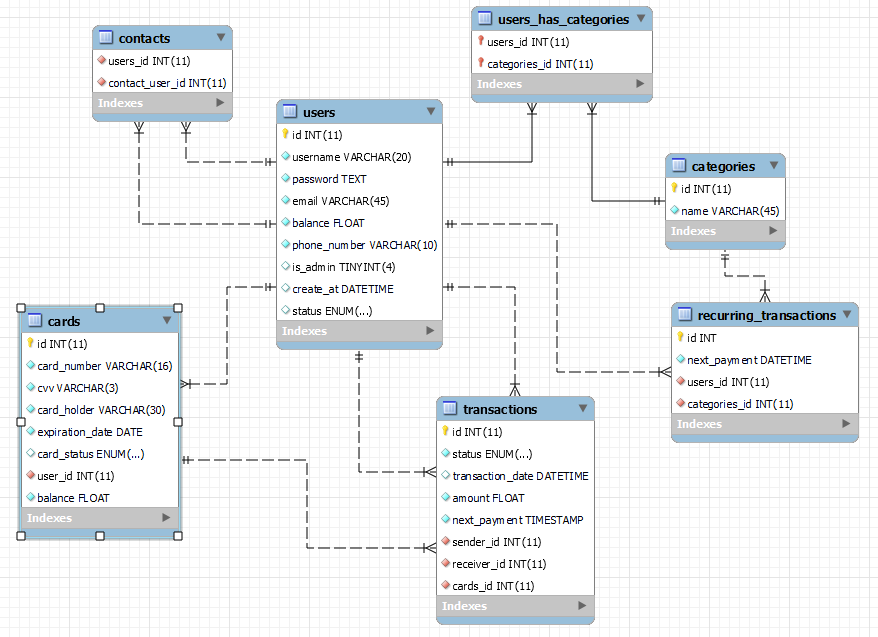 contacts
users_id INT(11)
contact_user_id INT(11)
Indexes
users_has_categories
users_id INT(11)
categories_id INT(11)
Indexes
users
id INT(11)
username VARCHAR(20)
password TEXT
email VARCHAR(45)
balance FLOAT
phone_number VARCHAR(10)
is_admin TINYINT(4)
create_at DATETIME
status ENUM(...)
Indexes
categories
id INT(11)
name VARCHAR(45)
Indexes
cards
id INT(11)
card_number VARCHAR(16)
cvv VARCHAR(3)
card_holder VARCHAR(30)
expiration_date DATE
card_status ENUM(...)
user_id INT(11)
balance FLOAT
Indexes
recurring_transactions
id INT
next_payment DATETIME
users_id INT(11)
categories_id INT(11)
Indexes
transactions
id INT(11)
status ENUM(...)
transaction_date DATETIME
amount FLOAT
next_payment TIMESTAMP
sender_id INT(11)
receiver_id INT(11)
cards_id INT(11)
Indexes